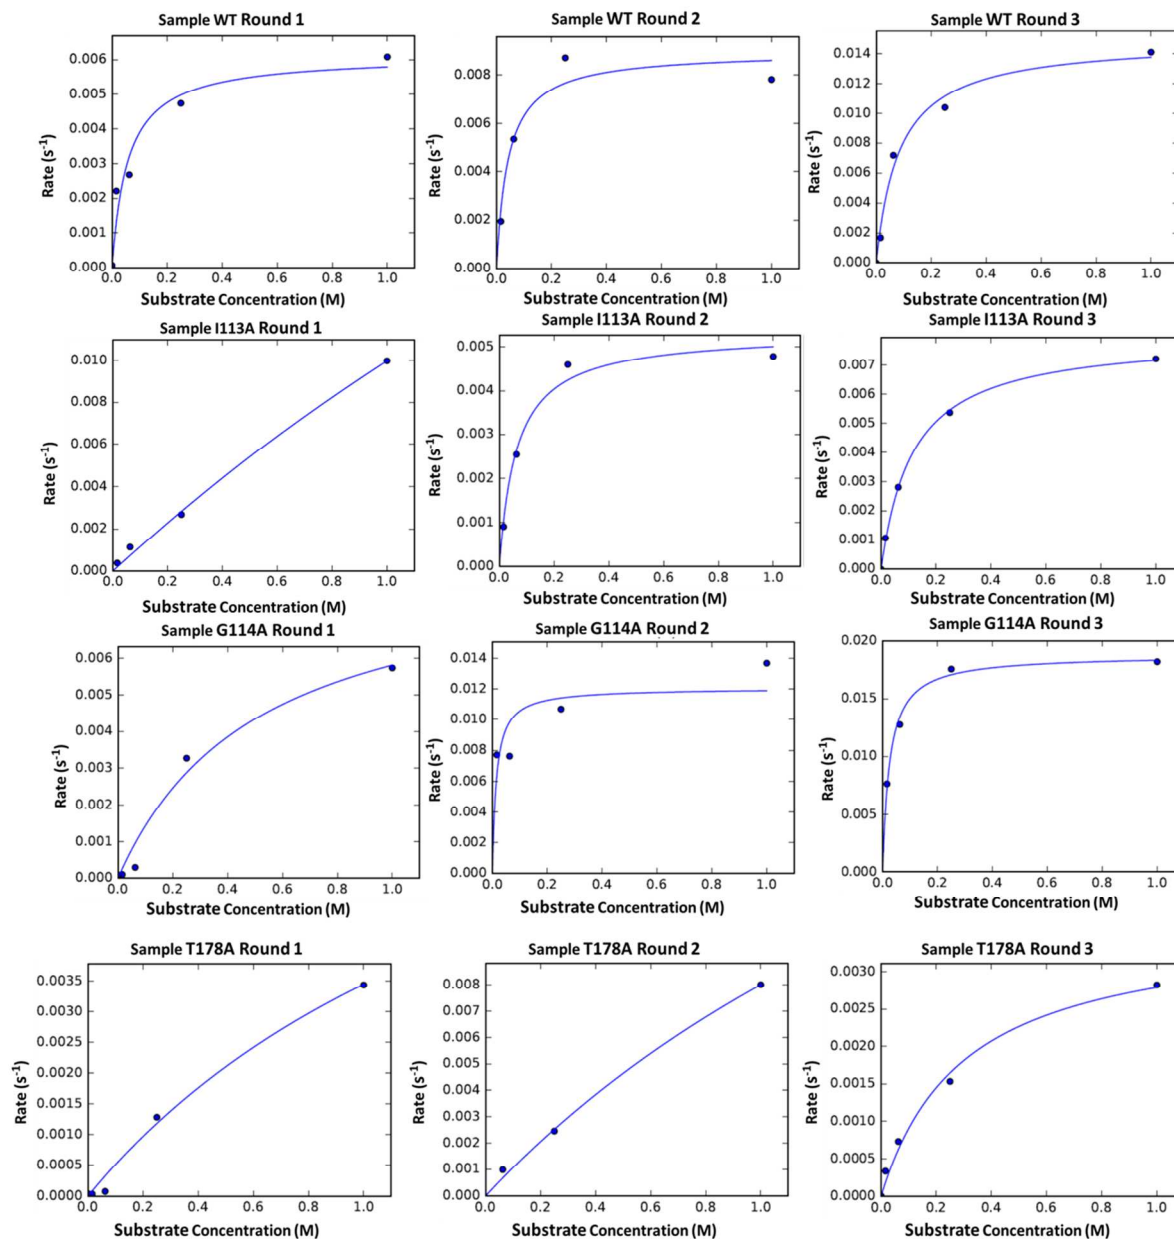 Sample WT Round 1
Sample WT Round 2
Sample WT Round 3
0.006
0.005
0.004
0.003
0.002
0.001
0.000
Rate (s-1)
0.0 0.2 0.4 0.6 0.8 1.0
Substrate Concentration (M)
0.008
0.006
0.004
0.002
0.000
Rate (s-1)
0.0 0.2 0.4 0.6 0.8 1.0
Substrate Concentration (M)
0.014
0.012
0.010
0.008
0.006
0.004
0.002
0.000
Rate (s-1)
0.0 0.2 0.4 0.6 0.8 1.0
Substrate Concentration (M)
Sample I113A Round 1
Sample I113A Round 2
Sample I113A Round 3
0.010
0.008
0.006
0.004
0.002
0.000
Rate (s-1)
0.0 0.2 0.4 0.6 0.8 1.0
Substrate Concentration (M)
0.005
0.004
0.003
0.002
0.001
0.000
Rate (s-1)
0.0 0.2 0.4 0.6 0.8 1.0
Substrate Concentration (M)
0.007
0.006
0.005
0.004
0.003
0.002
0.001
0.000
Rate (s-1)
0.0 0.2 0.4 0.6 0.8 1.0
Substrate Concentration (M)
Sample G114A Round 1
Sample G114A Round 2
Sample G114A Round 3
0.006
0.005
0.004
0.003
0.002
0.001
0.000
Rate (s-1)
0.0 0.2 0.4 0.6 0.8 1.0
Substrate Concentration (M)
0.014
0.012
0.010
0.008
0.006
0.004
0.002
0.000
Rate (s-1)
0.0 0.2 0.4 0.6 0.8 1.0
Substrate Concentration (M)
0.020
0.015
0.010
0.005
0.000
Rate (s-1)
0.0 0.2 0.4 0.6 0.8 1.0
Substrate Concentration (M)
Sample T178A Round 1
Sample T178A Round 2
Sample T178A Round 3
0.0035
0.0030
0.0025
0.0020
0.0015
0.0010
0.0005
0.0000
Rate (s-1)
0.0 0.2 0.4 0.6 0.8 1.0
Substrate Concentration (M)
0.008
0.007
0.006
0.005
0.004
0.003
0.002
0.001
0.000
Rate (s-1)
0.0 0.2 0.4 0.6 0.8 1.0
Substrate Concentration (M)
0.0030
0.0025
0.0020
0.0015
0.0010
0.0005
0.0000
Rate (s-1)
0.0 0.2 0.4 0.6 0.8 1.0
Substrate Concentration (M)